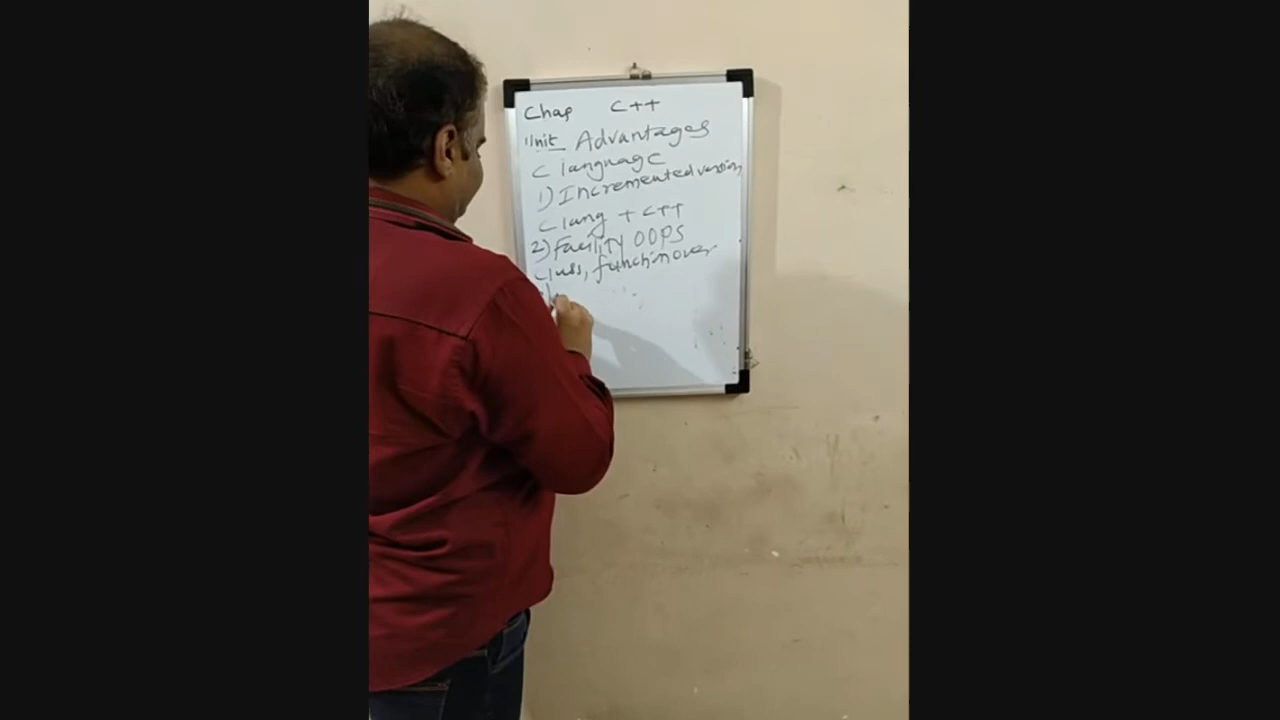 Chap C++
Unit Advantages
C language
1) Incremented version
C lang + C++
2) Facility OOPS
class, function over